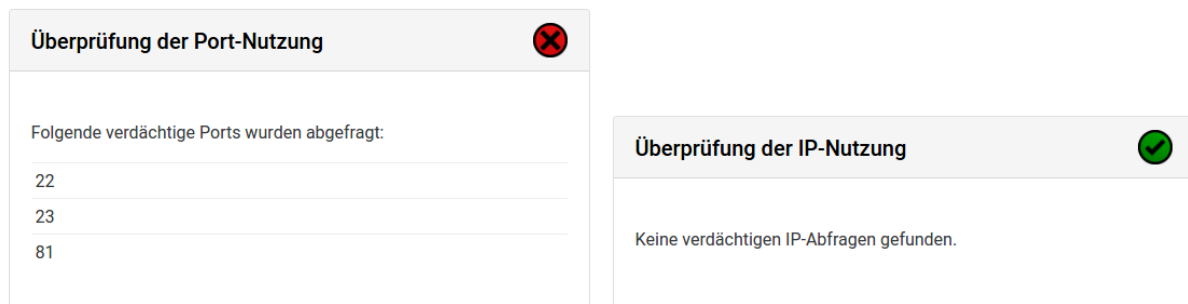 Überprüfung der Port-Nutzung
Folgende verdächtige Ports wurden abgefragt:
22
23
81
Überprüfung der IP-Nutzung
Keine verdächtigen IP-Abfragen gefunden.